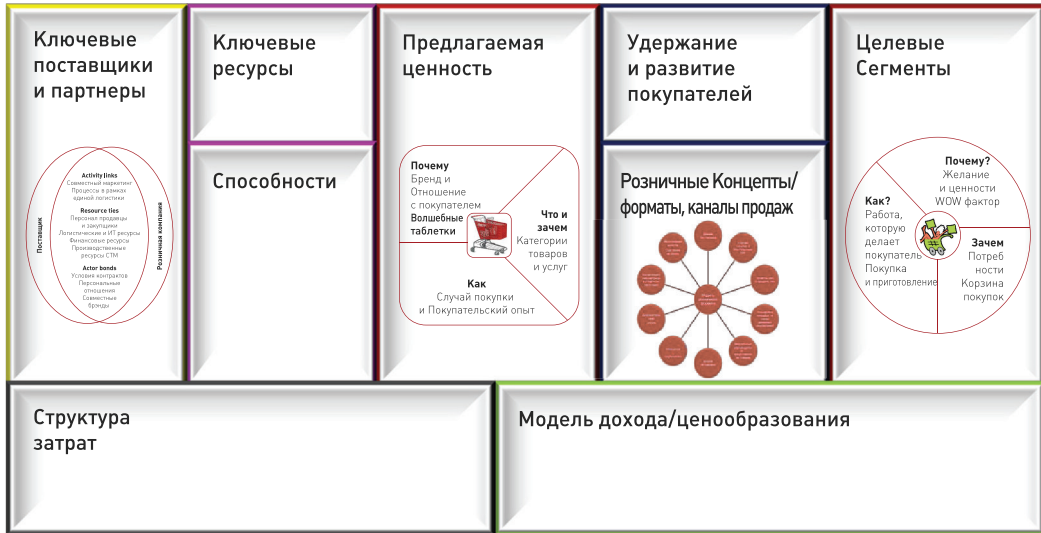 Ключевые
поставщики
и партнеры
Поставщик
Activity links
Совместный маркетинг
Процессы в рамках
единой логистики
Resource ties
Персонал продавцы
и закупщики
Логистические и ИТ ресурсы
Финансовые ресурсы
Производственные
ресурсы СТМ
Actor bonds
Условия контрактов
Персональные
отношения
Совместные
брэнды
Розничная компания
Ключевые
ресурсы
Способности
Предлагаемая
ценность
Почему
Бренд и
Отношение
с покупателем
Волшебные
таблетки
Что и
зачем
Категории
товаров
и услуг
Как
Случай покупки
и Покупательский опыт
Удержание
и развитие
покупателей
Розничные Концепты/
форматы, каналы продаж
Целевые
Сегменты
Почему?
Желание
и ценности
WOW фактор
Как?
Работа,
которую
делает
покупатель
Покупка
и приготовление
Зачем
Потреб
ности
Корзина
покупок
Структура
затрат
Модель дохода/ценообразования